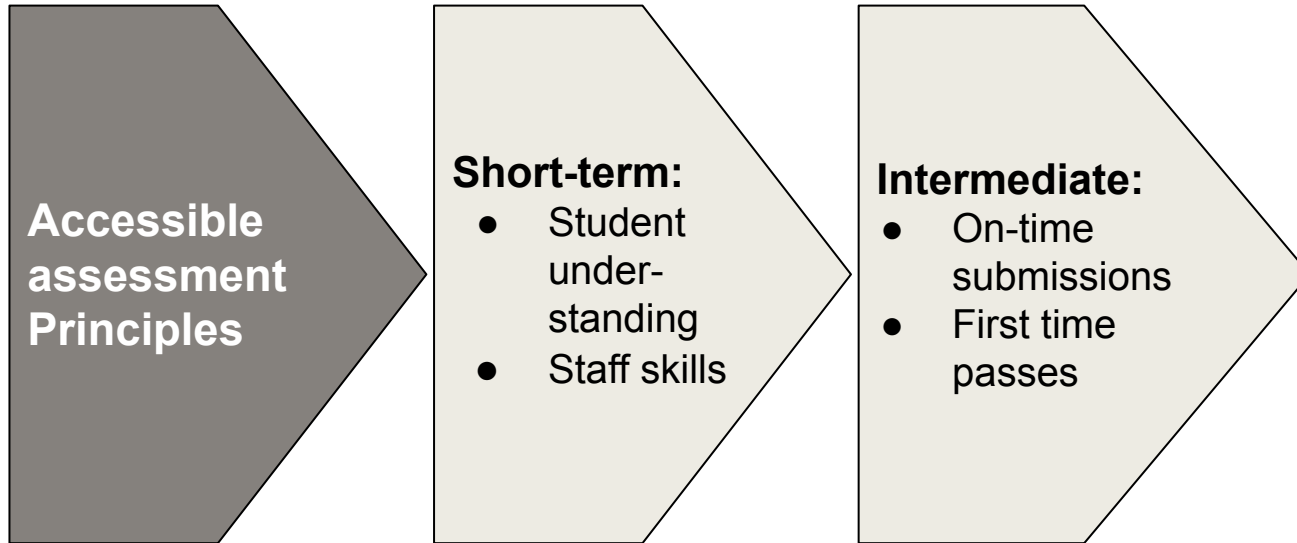 Accessible
assessment
Principles
Short-term:
● Student
under-
standing
● Staff skills
Intermediate:
● On-time
submissions
● First time
passes